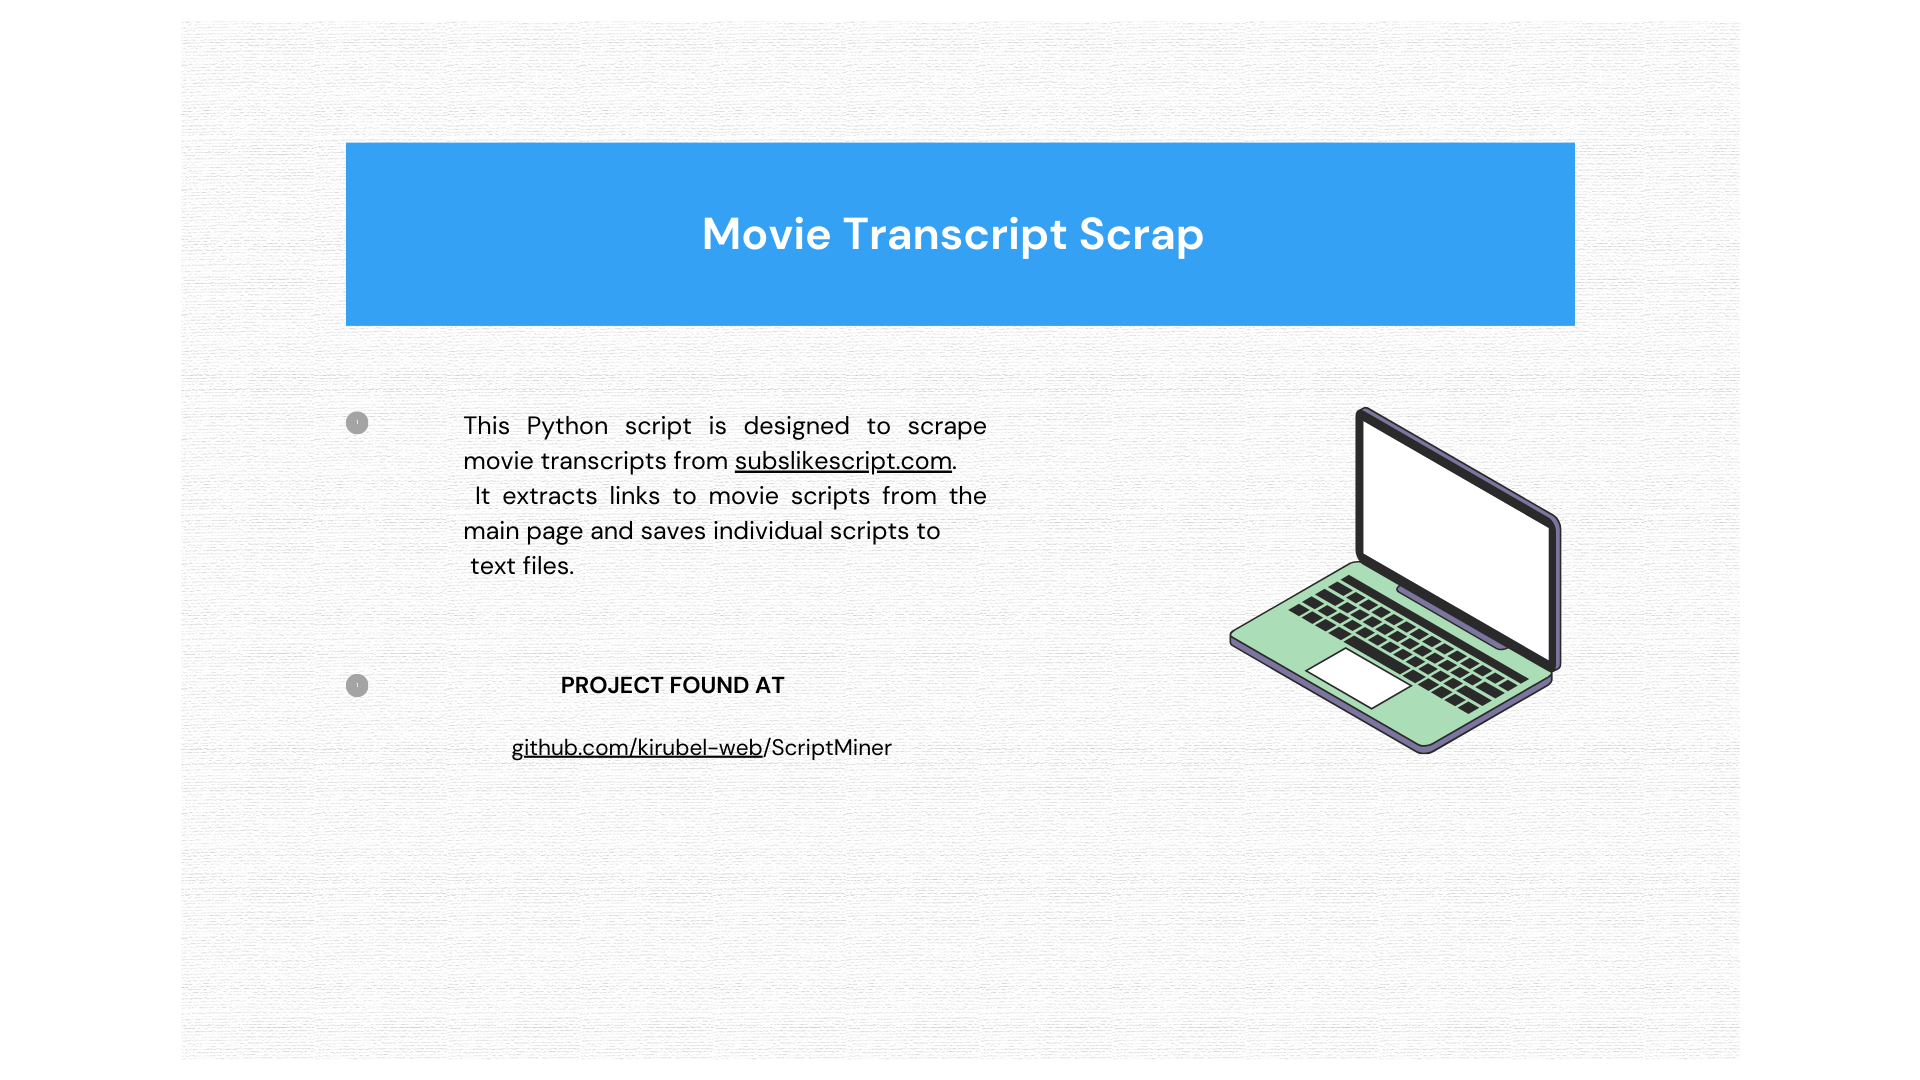 Movie Transcript Scrap
This Python script is designed to scrape
movie transcripts from subslikescript.com.
It extracts links to movie scripts from the
main page and saves individual scripts to
text files.
PROJECT FOUND AT
github.com/kirubel-web/ScriptMiner